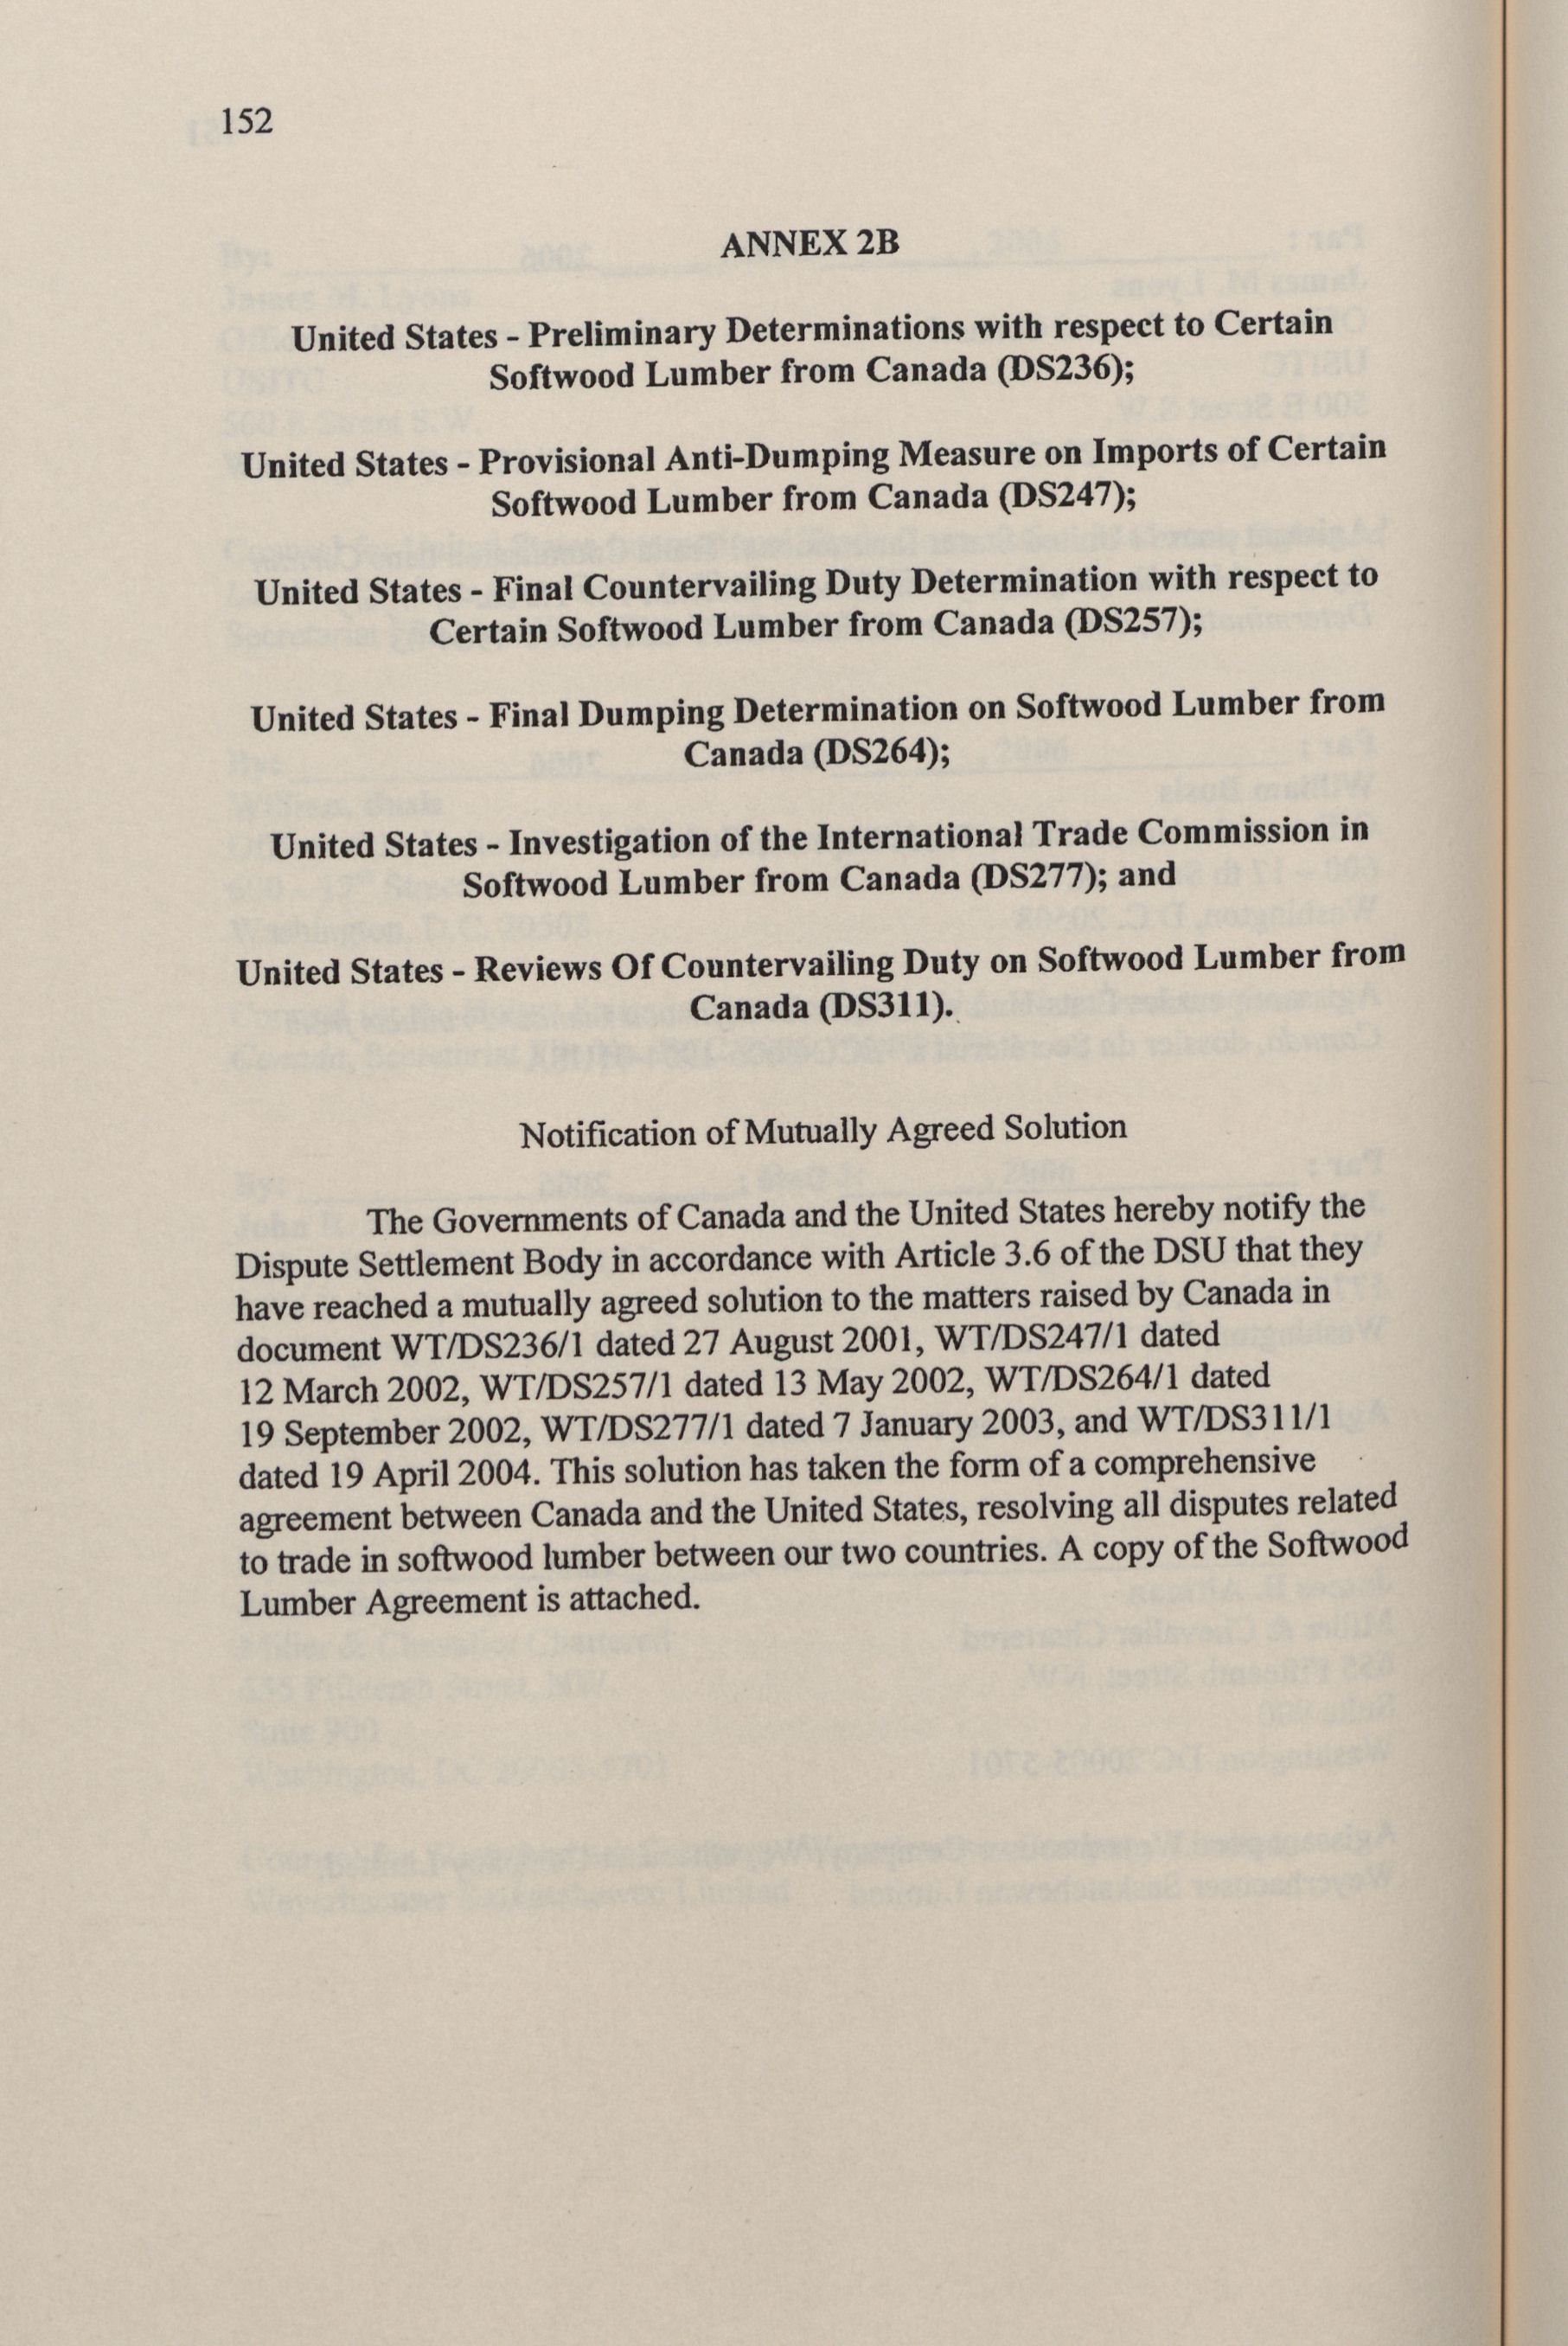 152
ANNEX 2B
United States - Preliminary Determinations with respect to Certain
Softwood Lumber from Canada (DS236);
United States - Provisional Anti-Dumping Measure on Imports of Certain
Softwood Lumber from Canada (DS247);
United States - Final Countervailing Duty Determination with respect to
Certain Softwood Lumber from Canada (DS257);
United States - Final Dumping Determination on Softwood Lumber from
Canada (DS264);
United States - Investigation of the International Trade Commission in
Softwood Lumber from Canada (DS277); and
United States - Reviews Of Countervailing Duty on Softwood Lumber from
Canada (DS311).
Notification of Mutually Agreed Solution
The Governments of Canada and the United States hereby notify the
Dispute Settlement Body in accordance with Article 3.6 of the DSU that they
have reached a mutually agreed solution to the matters raised by Canada in
document WT/DS236/1 dated 27 August 2001, WT/DS247/1 dated
12 March 2002, WT/DS257/1 dated 13 May 2002, WT/DS264/1 dated
19 September 2002, WT/DS277/1 dated 7 January 2003, and WT/DS311/1
dated 19 April 2004. This solution has taken the form of a comprehensive
agreement between Canada and the United States, resolving all disputes related
to trade in softwood lumber between our two countries. A copy of the Softwood
Lumber Agreement is attached.